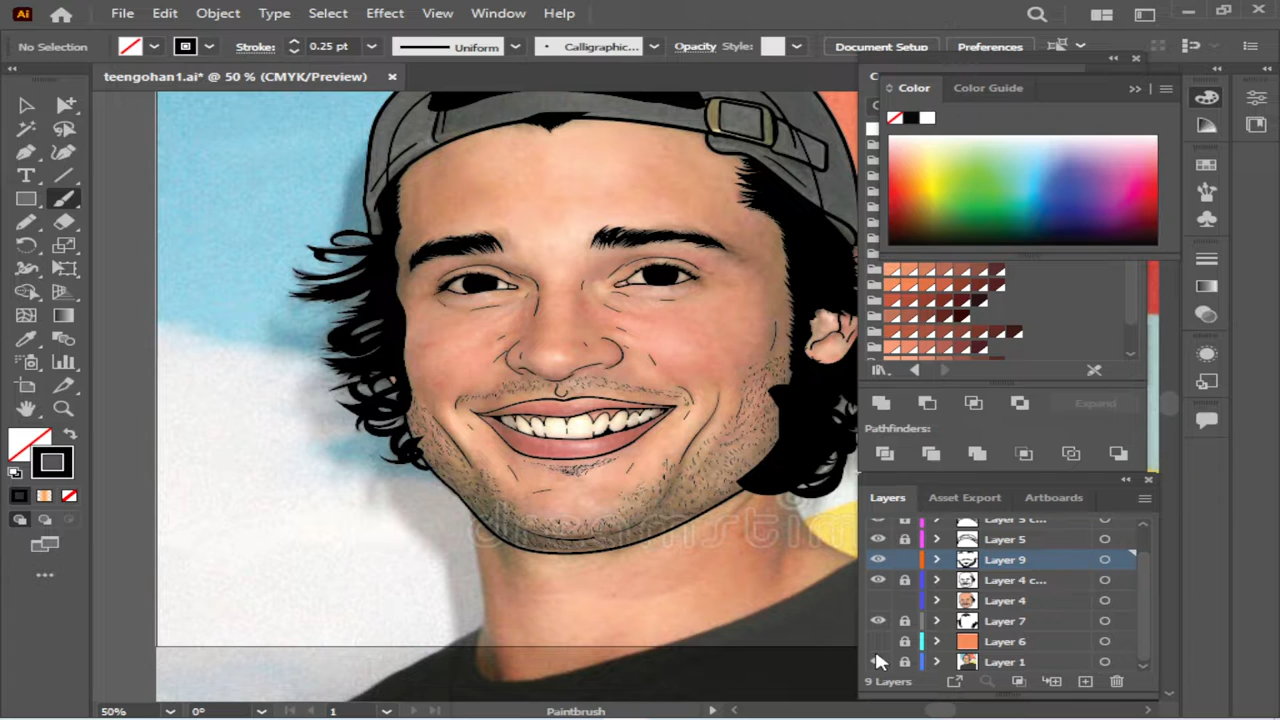 Ai File Edit Object Type Select Effect View Window Help
No Selection Stroke: 0.25 pt Uniform Calligraphic... Opacity Style: Document Setup Preferences
teengohan1.ai* @ 50 % (CMYK/Preview)
Color Color Guide
Expand
Pathfinders:
Layers Asset Export Artboards
Layer 5 c...
Layer 5
Layer 9
Layer 4 c...
Layer 4
Layer 7
Layer 6
Layer 1
9 Layers
dreamstim
50% 0° 1 Paintbrush